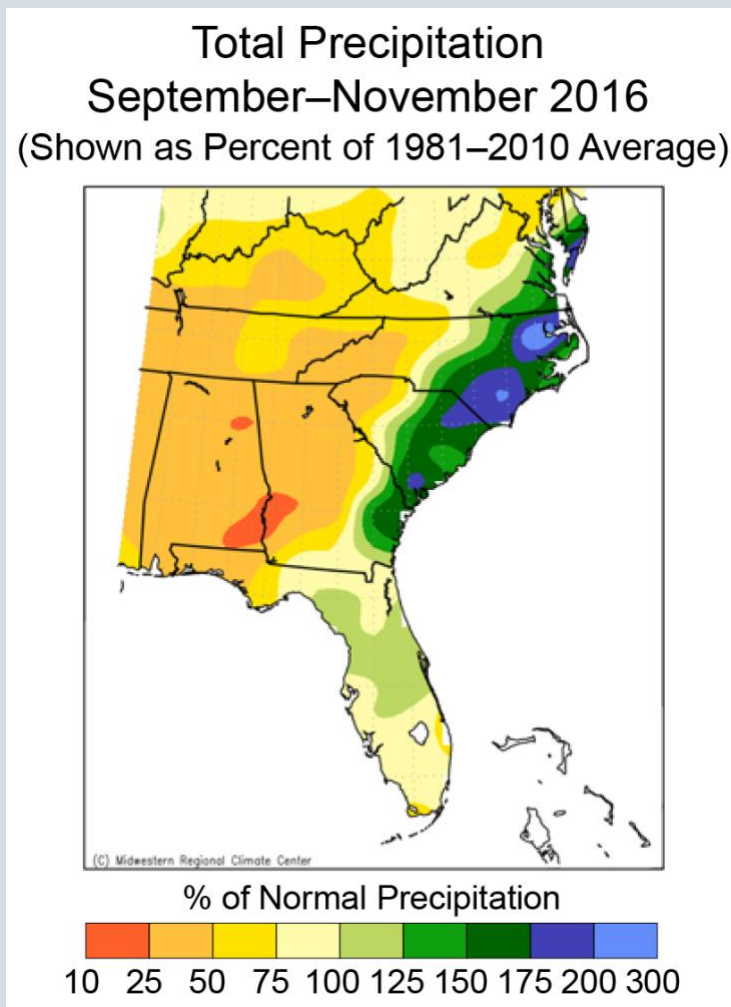 Total Precipitation
September–November 2016
(Shown as Percent of 1981–2010 Average)
(C) Midwestern Regional Climate Center
% of Normal Precipitation
10 25 50 75 100 125 150 175 200 300